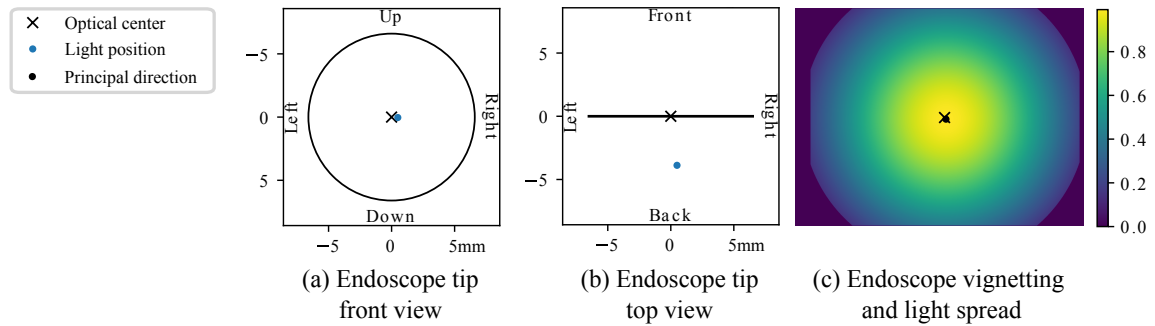 Optical center
Light position
Principal direction
Up
Left
Right
Down
−5
0
5
−5
0
5mm
(a) Endoscope tip
front view
Front
Left
Right
Back
5
0
−5
−5
0
5mm
(b) Endoscope tip
top view
0.8
0.6
0.4
0.2
0.0
(c) Endoscope vignetting
and light spread